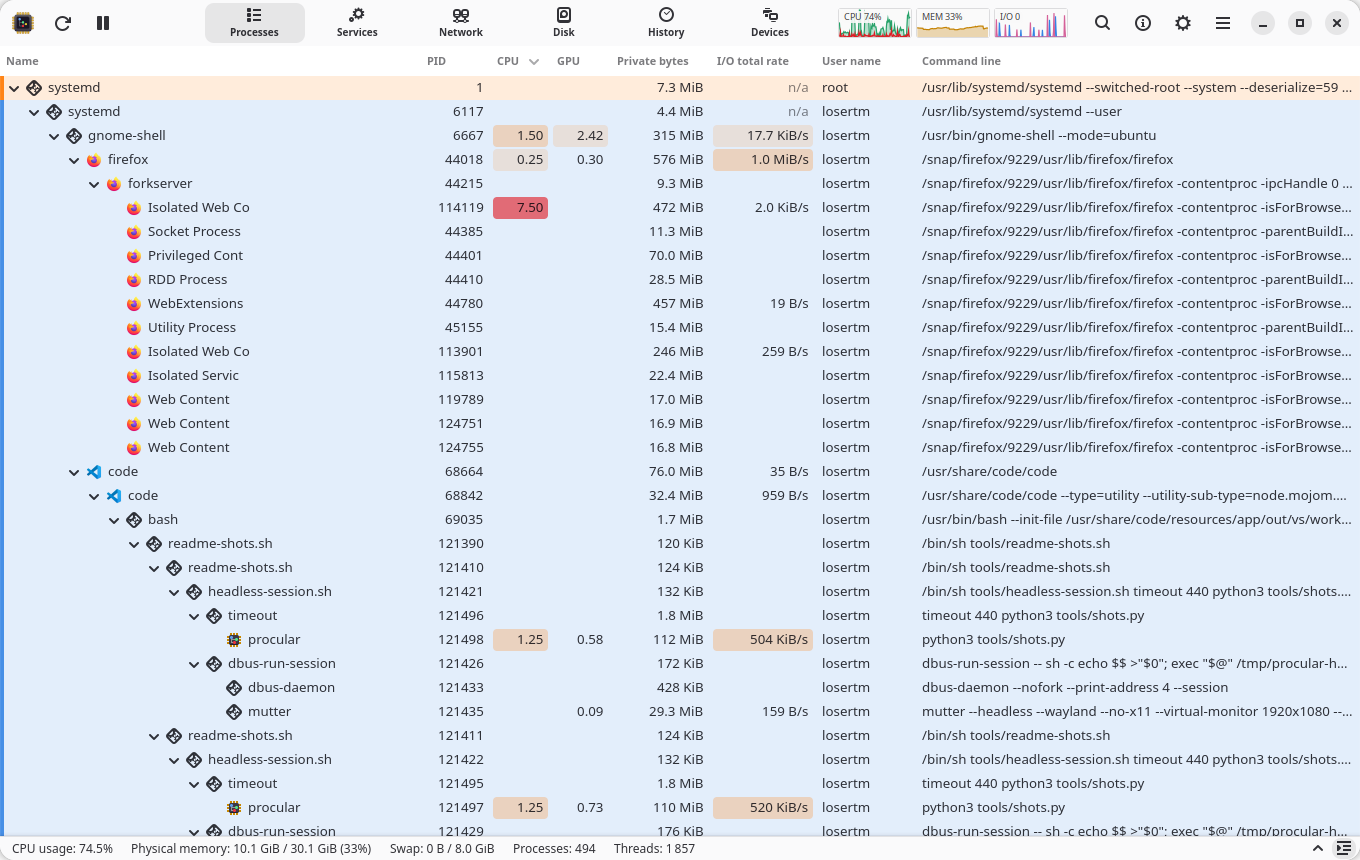 Processes Services Network Disk History Devices CPU 74% MEM 33% I/O 0
Name PID CPU GPU Private bytes I/O total rate User name Command line
systemd 1 7.3 MiB n/a root /usr/lib/systemd/systemd --switched-root --system --deserialize=59 ...
systemd 6117 4.4 MiB n/a losertm /usr/lib/systemd/systemd --user
gnome-shell 6667 1.50 2.42 315 MiB 17.7 KiB/s losertm /usr/bin/gnome-shell --mode=ubuntu
firefox 44018 0.25 0.30 576 MiB 1.0 MiB/s losertm /snap/firefox/9229/usr/lib/firefox/firefox
forkserver 44215 9.3 MiB losertm /snap/firefox/9229/usr/lib/firefox/firefox -contentproc -ipcHandle 0 ...
Isolated Web Co 114119 7.50 472 MiB 2.0 KiB/s losertm /snap/firefox/9229/usr/lib/firefox/firefox -contentproc -isForBrowse...
Socket Process 44385 11.3 MiB losertm /snap/firefox/9229/usr/lib/firefox/firefox -contentproc -parentBuildI...
Privileged Cont 44401 70.0 MiB losertm /snap/firefox/9229/usr/lib/firefox/firefox -contentproc -isForBrowse...
RDD Process 44410 28.5 MiB losertm /snap/firefox/9229/usr/lib/firefox/firefox -contentproc -parentBuildI...
WebExtensions 44780 457 MiB 19 B/s losertm /snap/firefox/9229/usr/lib/firefox/firefox -contentproc -isForBrowse...
Utility Process 45155 15.4 MiB losertm /snap/firefox/9229/usr/lib/firefox/firefox -contentproc -parentBuildI...
Isolated Web Co 113901 246 MiB 259 B/s losertm /snap/firefox/9229/usr/lib/firefox/firefox -contentproc -isForBrowse...
Isolated Servic 115813 22.4 MiB losertm /snap/firefox/9229/usr/lib/firefox/firefox -contentproc -isForBrowse...
Web Content 119789 17.0 MiB losertm /snap/firefox/9229/usr/lib/firefox/firefox -contentproc -isForBrowse...
Web Content 124751 16.9 MiB losertm /snap/firefox/9229/usr/lib/firefox/firefox -contentproc -isForBrowse...
Web Content 124755 16.8 MiB losertm /snap/firefox/9229/usr/lib/firefox/firefox -contentproc -isForBrowse...
code 68664 76.0 MiB 35 B/s losertm /usr/share/code/code
code 68842 32.4 MiB 959 B/s losertm /usr/share/code/code --type=utility --utility-sub-type=node.mojom....
bash 69035 1.7 MiB losertm /usr/bin/bash --init-file /usr/share/code/resources/app/out/vs/work...
readme-shots.sh 121390 120 KiB losertm /bin/sh tools/readme-shots.sh
readme-shots.sh 121410 124 KiB losertm /bin/sh tools/readme-shots.sh
headless-session.sh 121421 132 KiB losertm /bin/sh tools/headless-session.sh timeout 440 python3 tools/shots....
timeout 121496 1.8 MiB losertm timeout 440 python3 tools/shots.py
procular 121498 1.25 0.58 112 MiB 504 KiB/s losertm python3 tools/shots.py
dbus-run-session 121426 172 KiB losertm dbus-run-session -- sh -c echo $$ >"$0"; exec "$@" /tmp/procular-h...
dbus-daemon 121433 428 KiB losertm dbus-daemon --nofork --print-address 4 --session
mutter 121435 0.09 29.3 MiB 159 B/s losertm mutter --headless --wayland --no-x11 --virtual-monitor 1920x1080 --...
readme-shots.sh 121411 124 KiB losertm /bin/sh tools/readme-shots.sh
headless-session.sh 121422 132 KiB losertm /bin/sh tools/headless-session.sh timeout 440 python3 tools/shots....
timeout 121495 1.8 MiB losertm timeout 440 python3 tools/shots.py
procular 121497 1.25 0.73 110 MiB 520 KiB/s losertm python3 tools/shots.py
dbus-run-session 121429 176 KiB losertm dbus-run-session -- sh -c echo $$ >"$0"; exec "$@" /tmp/procular-h...
CPU usage: 74.5% Physical memory: 10.1 GiB / 30.1 GiB (33%) Swap: 0 B / 8.0 GiB Processes: 494 Threads: 1 857